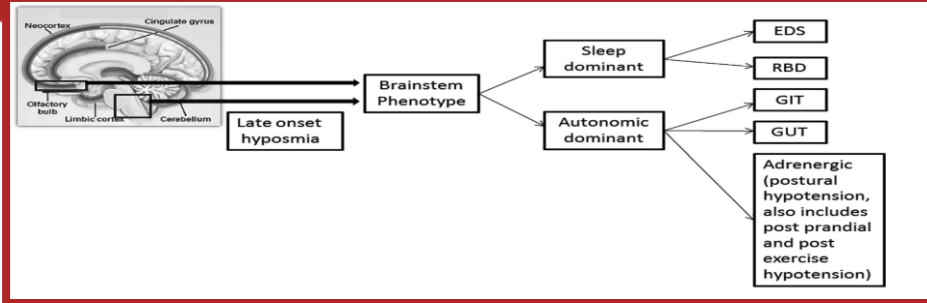 Neocortex
Cingulate gyrus
Olfactory
bulb
Limbic cortex
Cerebellum
Late onset
hyposmia
Brainstem
Phenotype
Sleep
dominant
Autonomic
dominant
EDS
RBD
GIT
GUT
Adrenergic
(postural
hypotension,
also includes
post prandial
and post
exercise
hypotension)